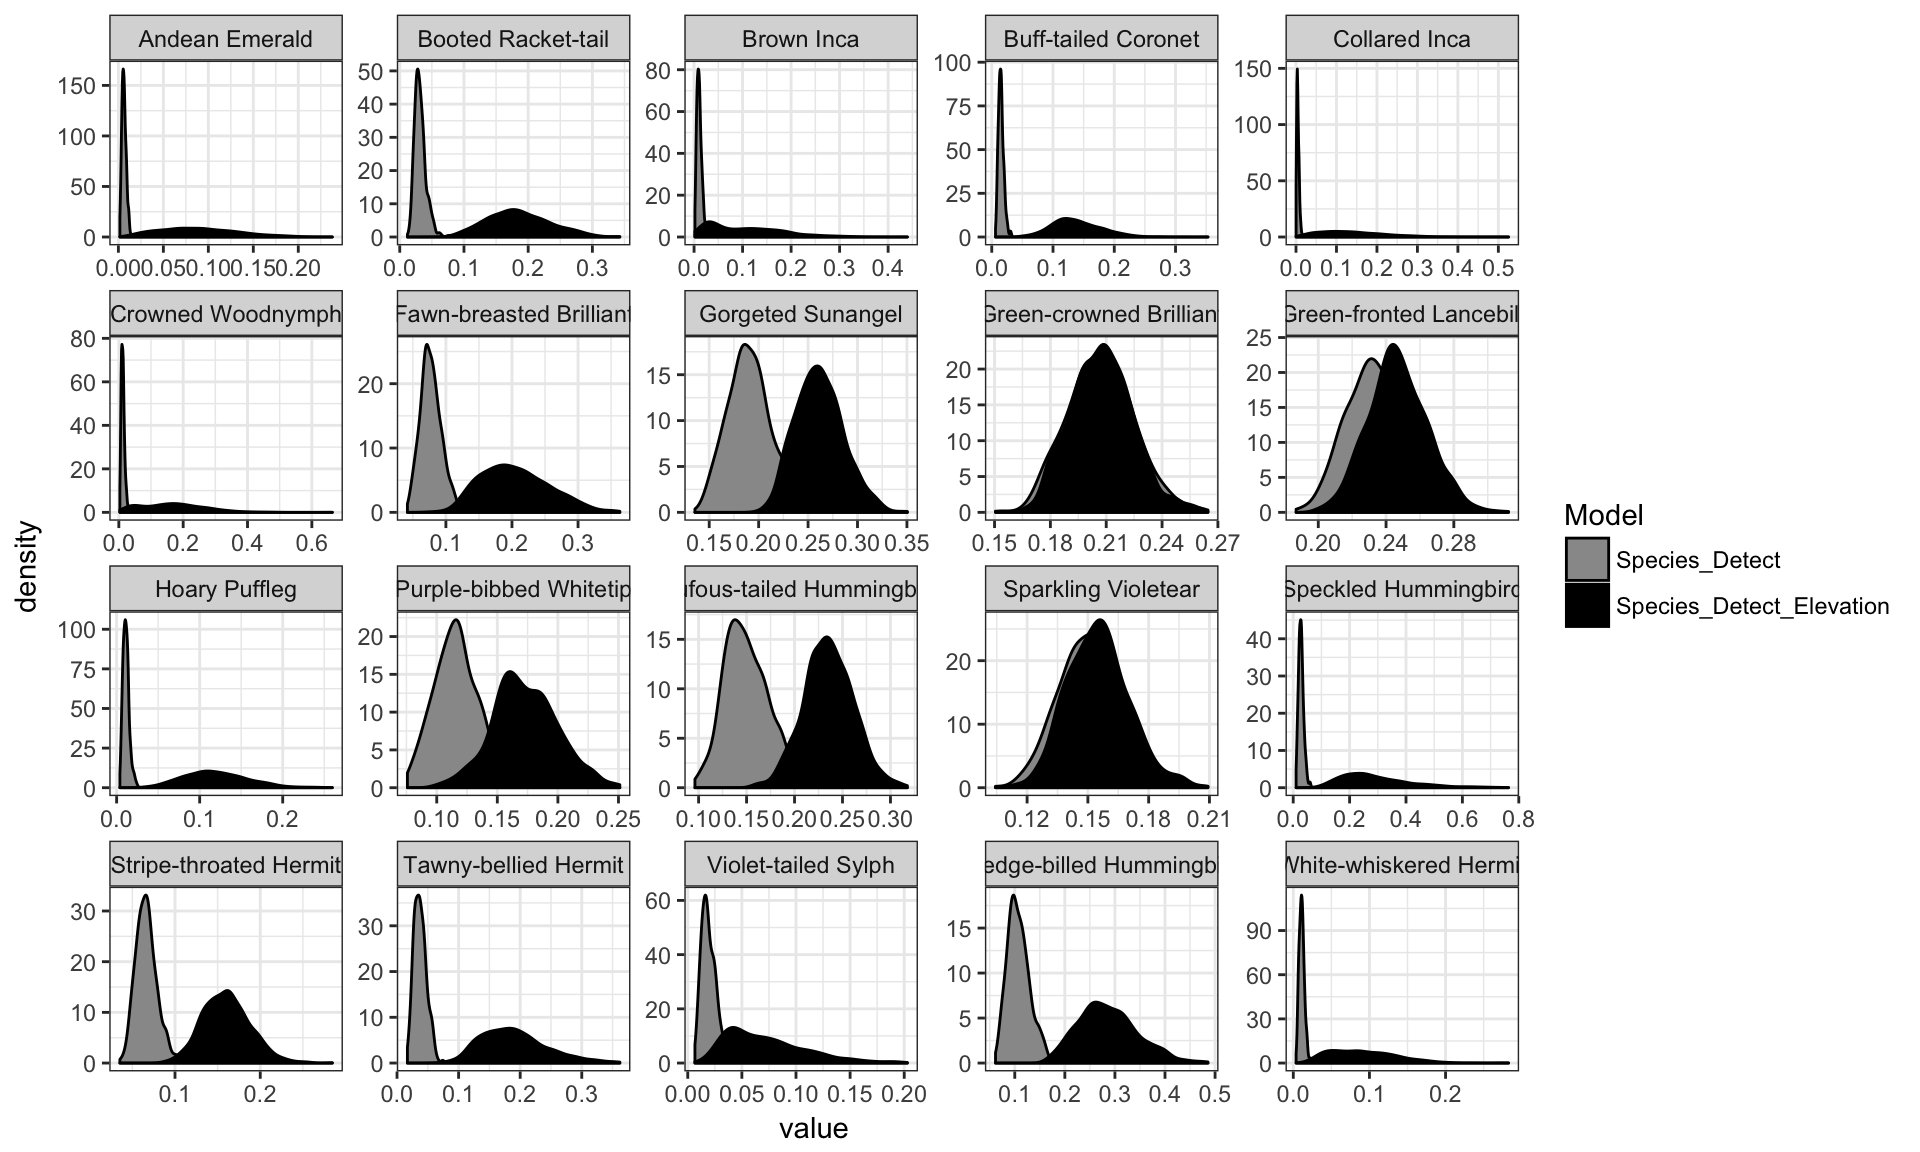 Andean Emerald
Booted Racket-tail
Brown Inca
Buff-tailed Coronet
Collared Inca
150
100
50
0
50
40
30
20
10
0
80
60
40
20
0
100
75
50
25
0
150
100
50
0
0.000.050.100.150.20
0.0 0.1 0.2 0.3
0.0 0.1 0.2 0.3 0.4
0.0 0.1 0.2 0.3
0.0 0.1 0.2 0.3 0.4 0.5
Crowned Woodnymph
Fawn-breasted Brilliant
Gorgeted Sunangel
Green-crowned Brillian
Green-fronted Lancebil
80
60
40
20
0
20
10
0
15
10
5
0
20
15
10
5
0
25
20
15
10
5
0
0.0 0.2 0.4 0.6
0.1 0.2 0.3
0.15 0.20 0.25 0.30 0.35
0.15 0.18 0.21 0.24 0.27
0.20 0.24 0.28
Hoary Puffleg
Purple-bibbed Whitetip
ufous-tailed Hummingb
Sparkling Violetear
Speckled Hummingbird
100
75
50
25
0
20
15
10
5
0
15
10
5
0
20
10
0
40
30
20
10
0
0.0 0.1 0.2
0.10 0.15 0.20 0.25
0.10 0.15 0.20 0.25 0.30
0.12 0.15 0.18 0.21
0.0 0.2 0.4 0.6 0.8
Stripe-throated Hermit
Tawny-bellied Hermit
Violet-tailed Sylph
edge-billed Hummingb
White-whiskered Hermi
30
20
10
0
30
20
10
0
60
40
20
0
15
10
5
0
90
60
30
0
0.1 0.2
0.0 0.1 0.2 0.3
0.00 0.05 0.10 0.15 0.20
0.1 0.2 0.3 0.4 0.5
0.0 0.1 0.2
density
value
Model
Species_Detect
Species_Detect_Elevation